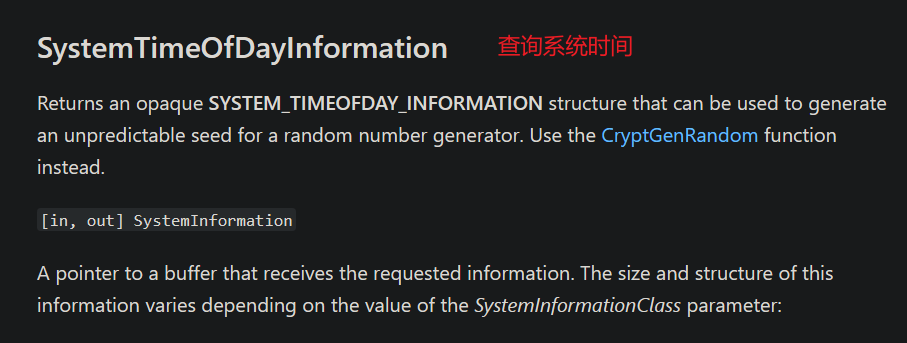 SystemTimeOfDayInformation 查询系统时间
Returns an opaque SYSTEM_TIMEOFDAY_INFORMATION structure that can be used to generate
an unpredictable seed for a random number generator. Use the CryptGenRandom function
instead.
[in, out] SystemInformation
A pointer to a buffer that receives the requested information. The size and structure of this
information varies depending on the value of the SystemInformationClass parameter: